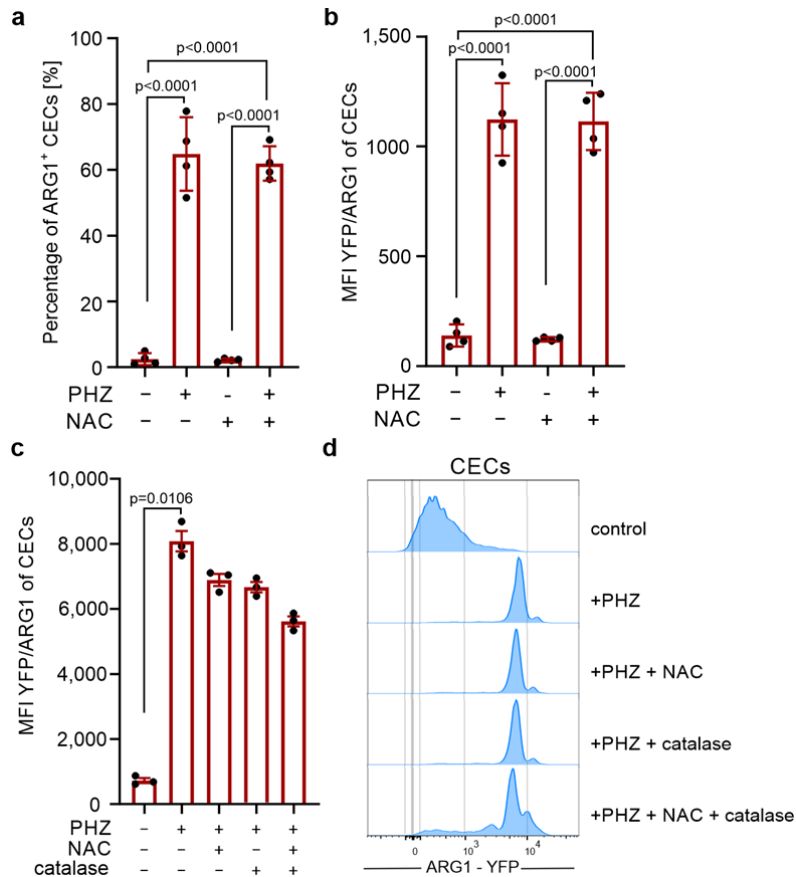 a
Percentage of ARG1⁺ CECs [%]
100
80
60
40
20
0
p<0.0001
p<0.0001
p<0.0001
PHZ − + - +
NAC − − + +
b
MFI YFP/ARG1 of CECs
1,500
1000
500
0
p<0.0001
p<0.0001
p<0.0001
PHZ − + - +
NAC − − + +
c
MFI YFP/ARG1 of CECs
10,000
8,000
6,000
4,000
2,000
0
p=0.0106
PHZ − + + + +
NAC − − + − +
catalase − − − + +
d
CECs
control
+PHZ
+PHZ + NAC
+PHZ + catalase
+PHZ + NAC + catalase
0 10³ 10⁴
ARG1 - YFP